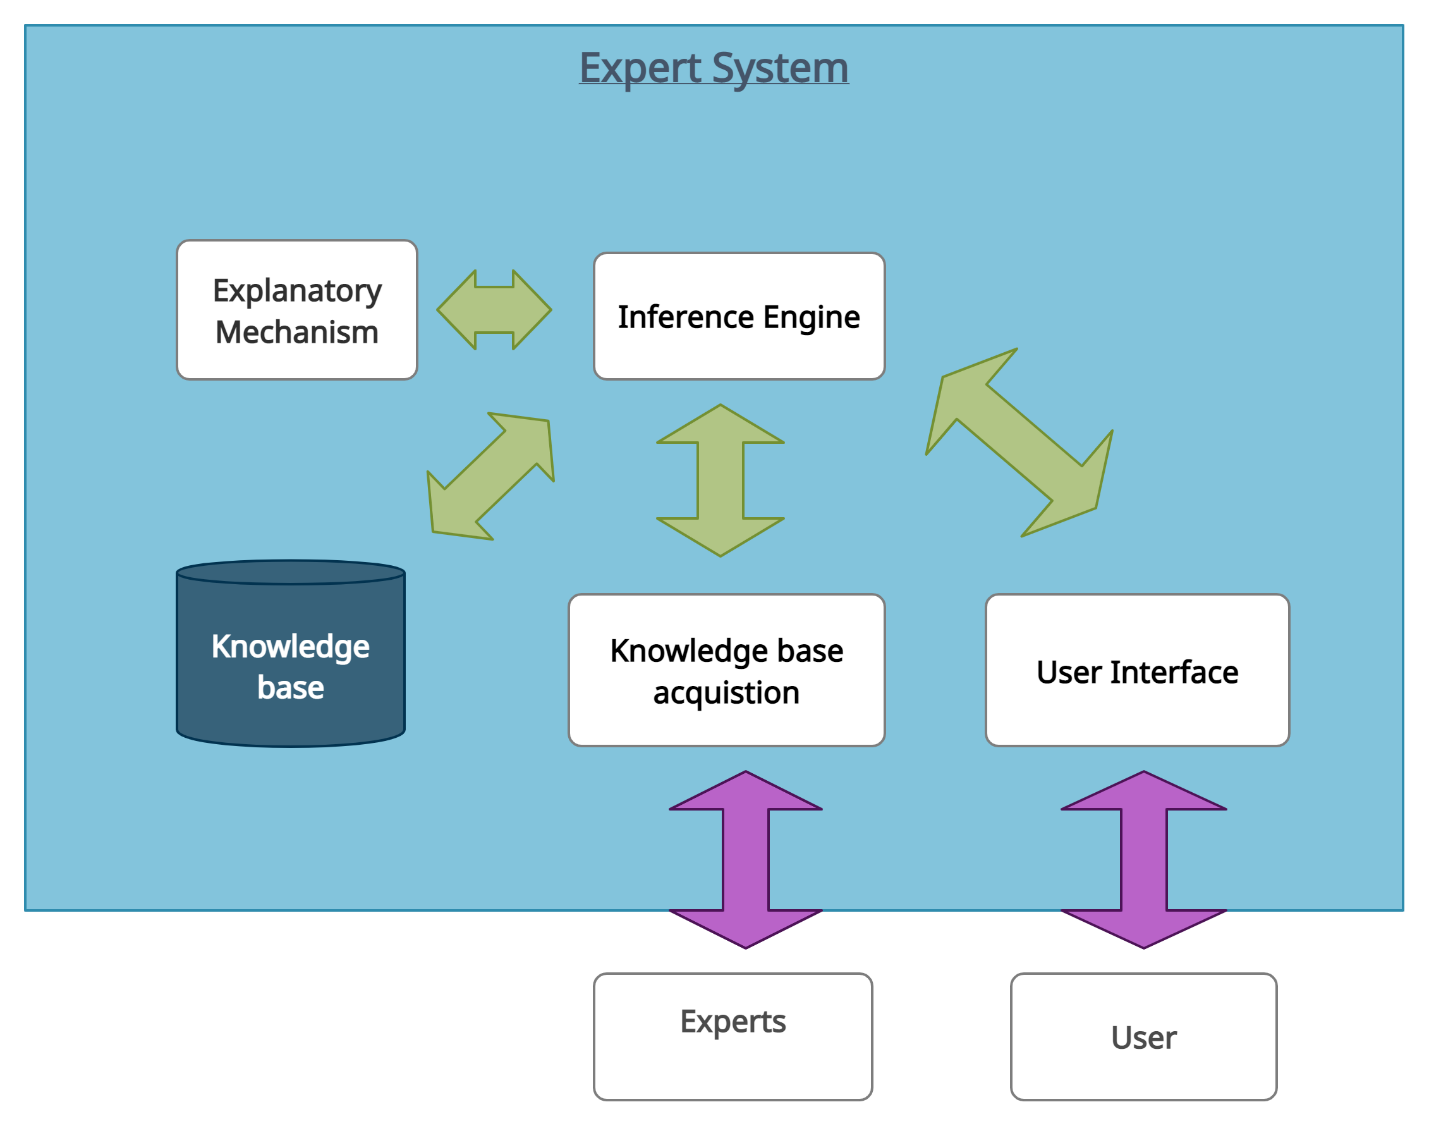 Expert System
Explanatory
Mechanism
Inference Engine
Knowledge
base
Knowledge base
acquistion
User Interface
Experts
User